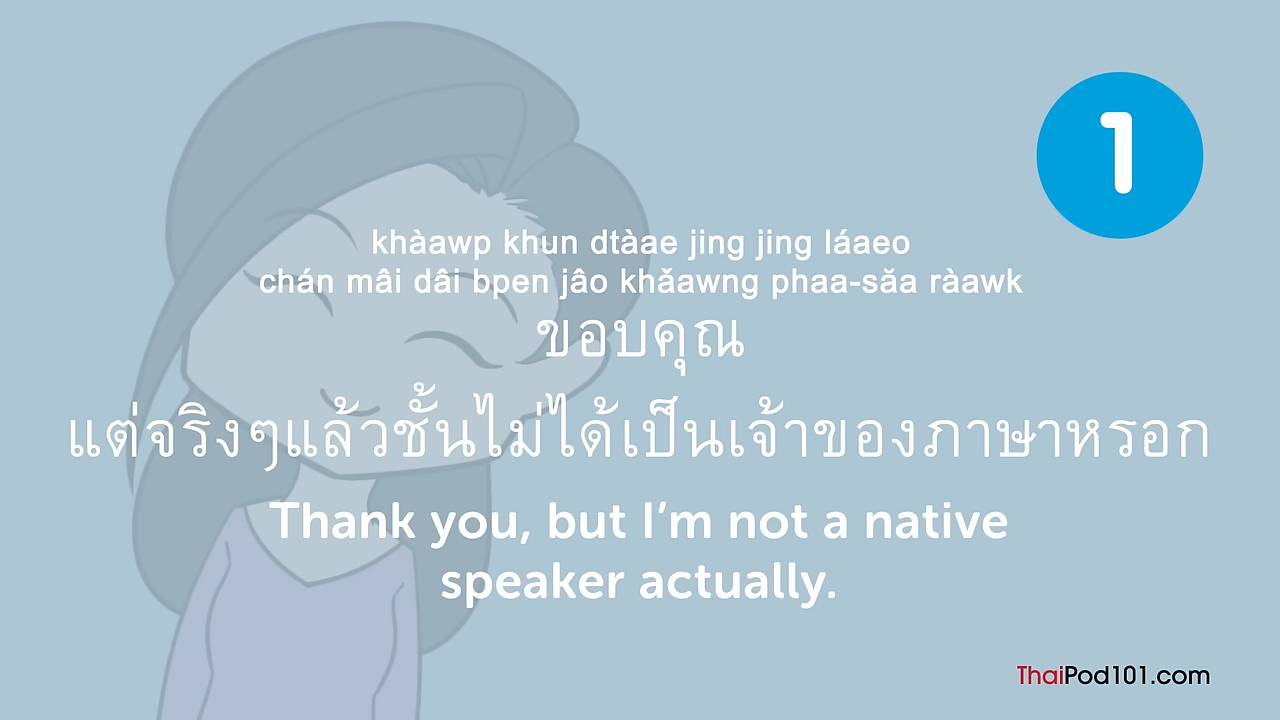 1
khàawp khun dtàae jing jing láaeo
chán mâi dâi bpen jâo khǎawng phaa-sǎa ràawk
ขอบคุณ
แต่จริงๆแล้วชั้นไม่ได้เป็นเจ้าของภาษาหรอก
Thank you, but I’m not a native
speaker actually.
ThaiPod101.com